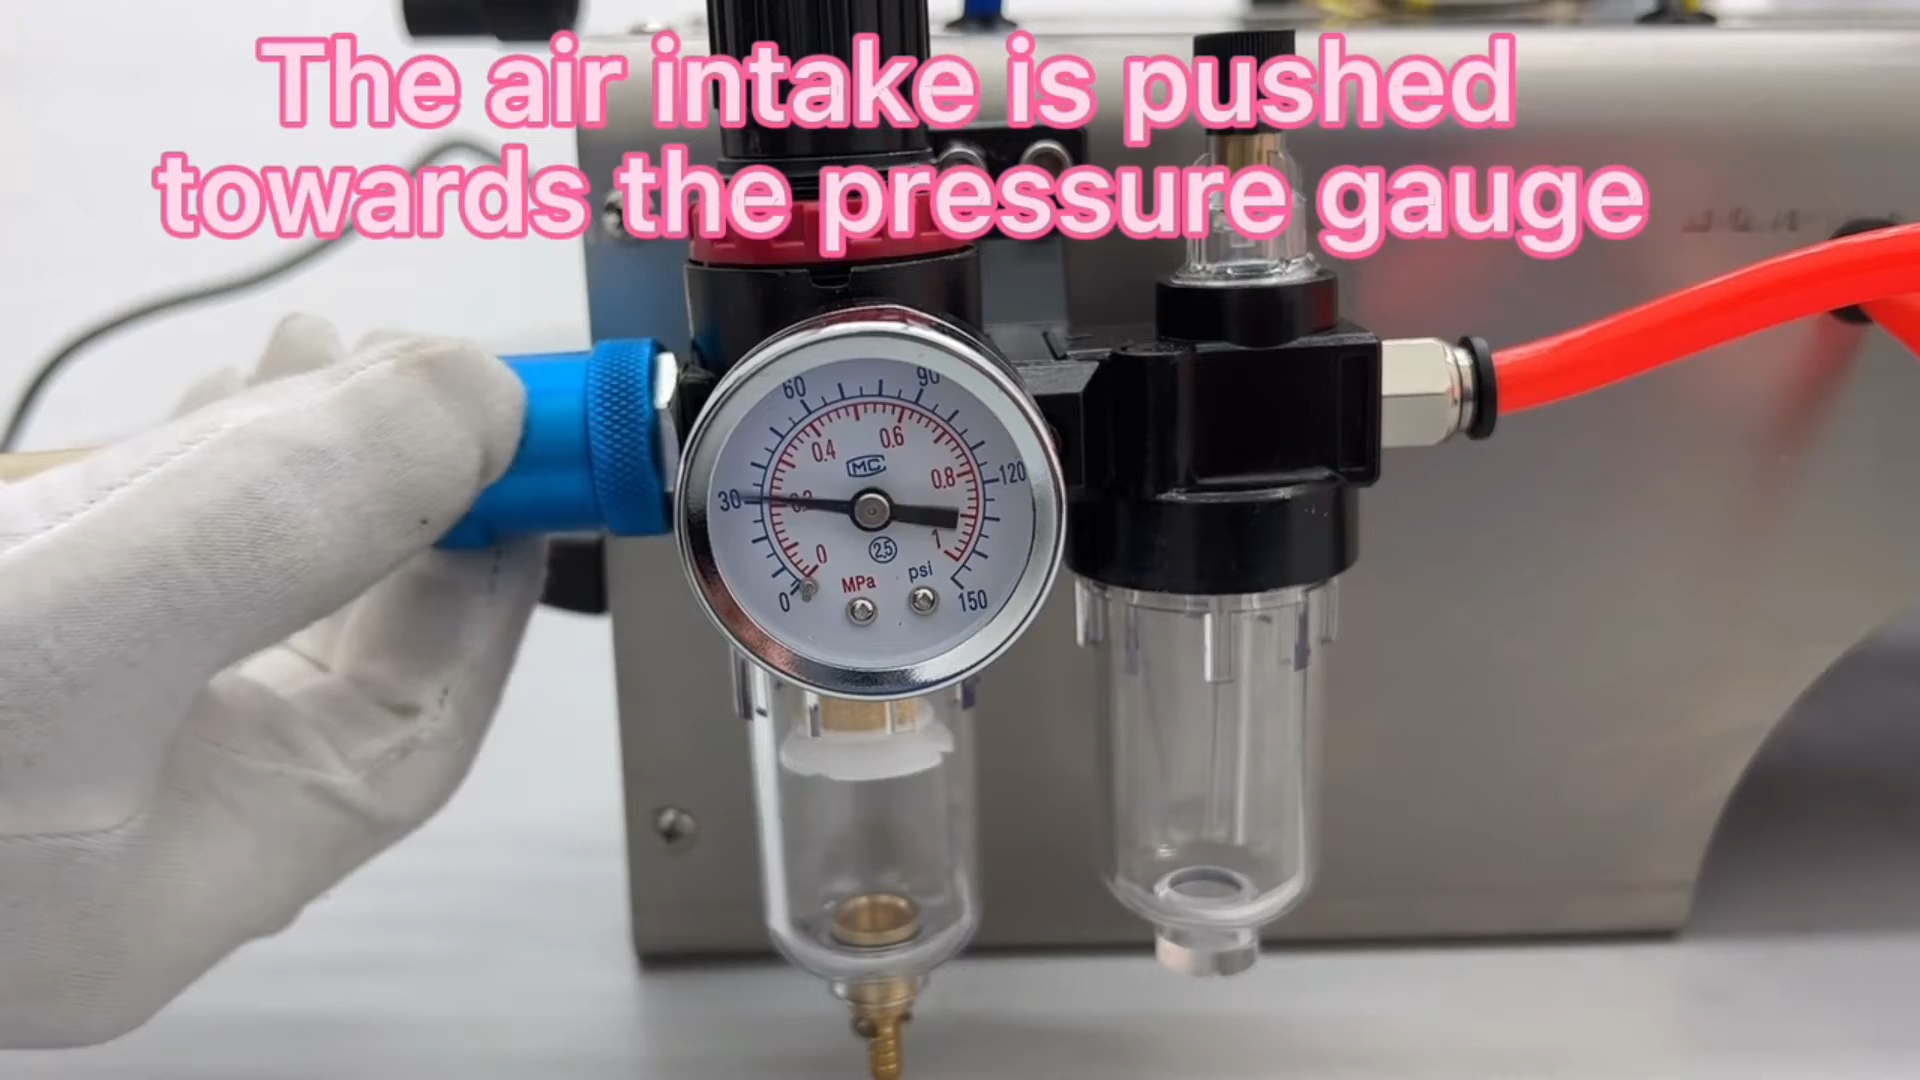 The air intake is pushed
towards the pressure gauge
60
90
0.4
0.6
MC
0.8
120
30
0.2
2.5
1
0
MPa
psi
0
150